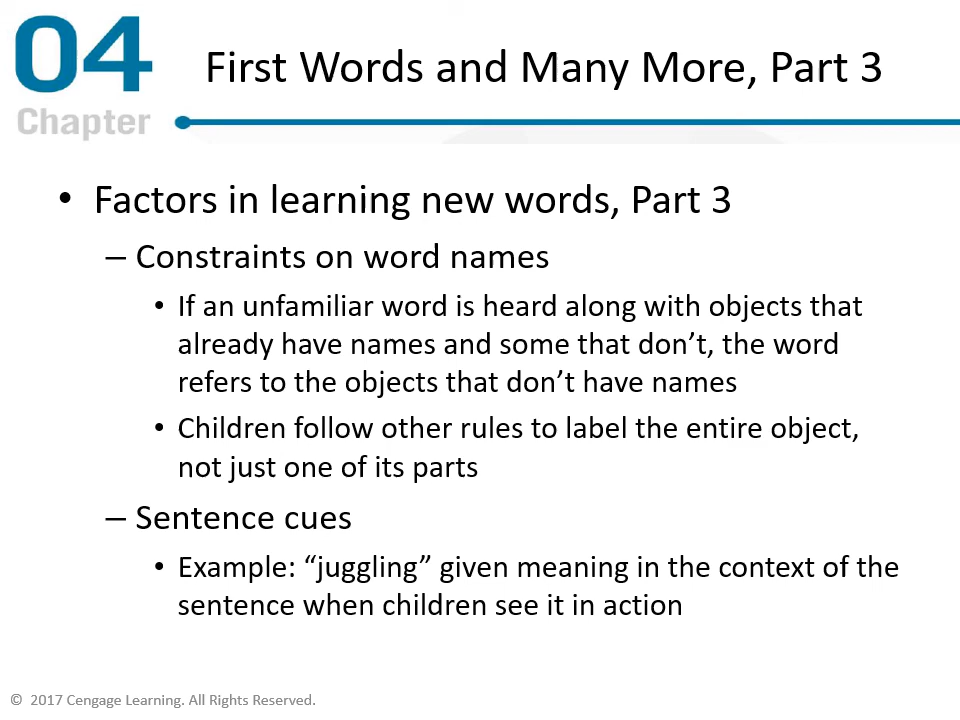 04
Chapter
First Words and Many More, Part 3
• Factors in learning new words, Part 3
– Constraints on word names
• If an unfamiliar word is heard along with objects that
already have names and some that don’t, the word
refers to the objects that don’t have names
• Children follow other rules to label the entire object,
not just one of its parts
– Sentence cues
• Example: “juggling” given meaning in the context of the
sentence when children see it in action
© 2017 Cengage Learning. All Rights Reserved.